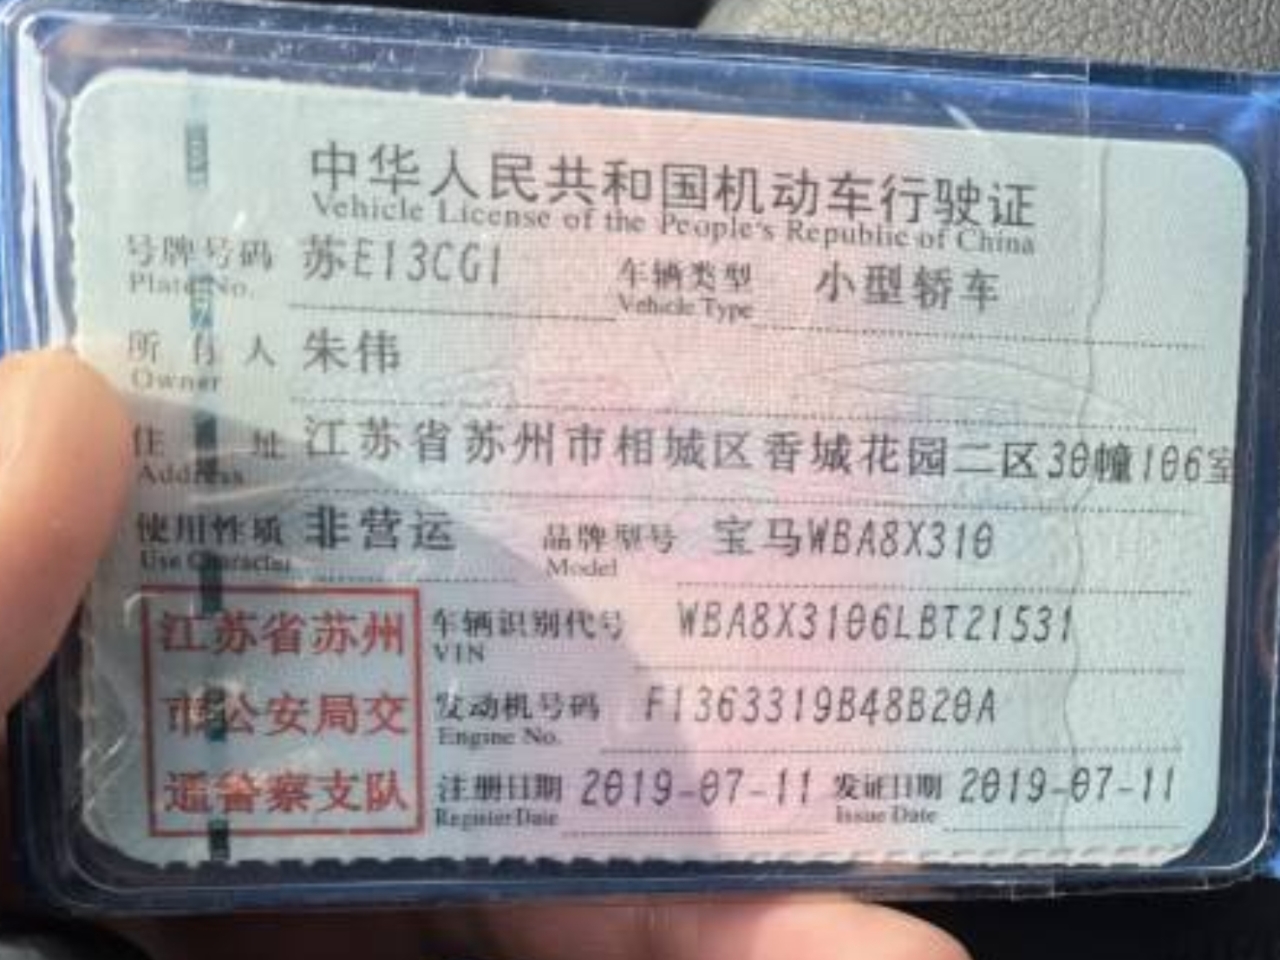 中华人民共和国机动车行驶证
Vehicle License of the People's Republic of China
号牌号码 苏E13CG1 车辆类型 小型轿车
Plate No. Vehicle Type
所有人 朱伟
Owner
住址 江苏省苏州市相城区香城花园二区30幢106室
Address
使用性质 非营运 品牌型号 宝马WBA8X310
Use Character Model
江苏省苏州 车辆识别代号 WBA8X3106LBT21531
VIN
市公安局交 发动机号码 F1363319B48B20A
Engine No.
通警察支队 注册日期 2019-07-11 发证日期 2019-07-11
Register Date Issue Date